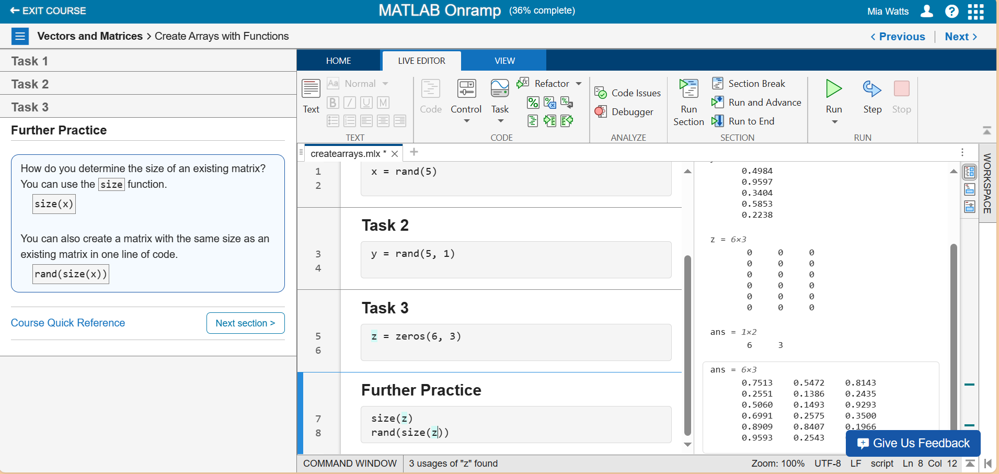 ← EXIT COURSE
MATLAB Onramp (36% complete)
Mia Watts
Vectors and Matrices > Create Arrays with Functions
< Previous
Next >
Task 1
Task 2
Task 3
Further Practice
How do you determine the size of an existing matrix?
You can use the size function.
size(x)
You can also create a matrix with the same size as an
existing matrix in one line of code.
rand(size(x))
Course Quick Reference
Next section >
HOME
LIVE EDITOR
VIEW
Text
Aa Normal
B I U M
TEXT
Code
Control
Task
Refactor
CODE
Code Issues
Debugger
ANALYZE
Run
Section
Section Break
Run and Advance
Run to End
SECTION
Run
Step
Stop
RUN
createarrays.mlx *
1 x = rand(5)
2
Task 2
3 y = rand(5, 1)
4
Task 3
5 z = zeros(6, 3)
6
Further Practice
7 size(z)
8 rand(size(z))
0.4984
0.9597
0.3404
0.5853
0.2238
z = 6×3
0 0 0
0 0 0
0 0 0
0 0 0
0 0 0
0 0 0
ans = 1×2
6 3
ans = 6×3
0.7513 0.5472 0.8143
0.2551 0.1386 0.2435
0.5060 0.1493 0.9293
0.6991 0.2575 0.3500
0.8909 0.8407 0.1966
0.9593 0.2543
WORKSPACE
Give Us Feedback
COMMAND WINDOW
3 usages of "z" found
Zoom: 100% UTF-8 LF script Ln 8 Col 12